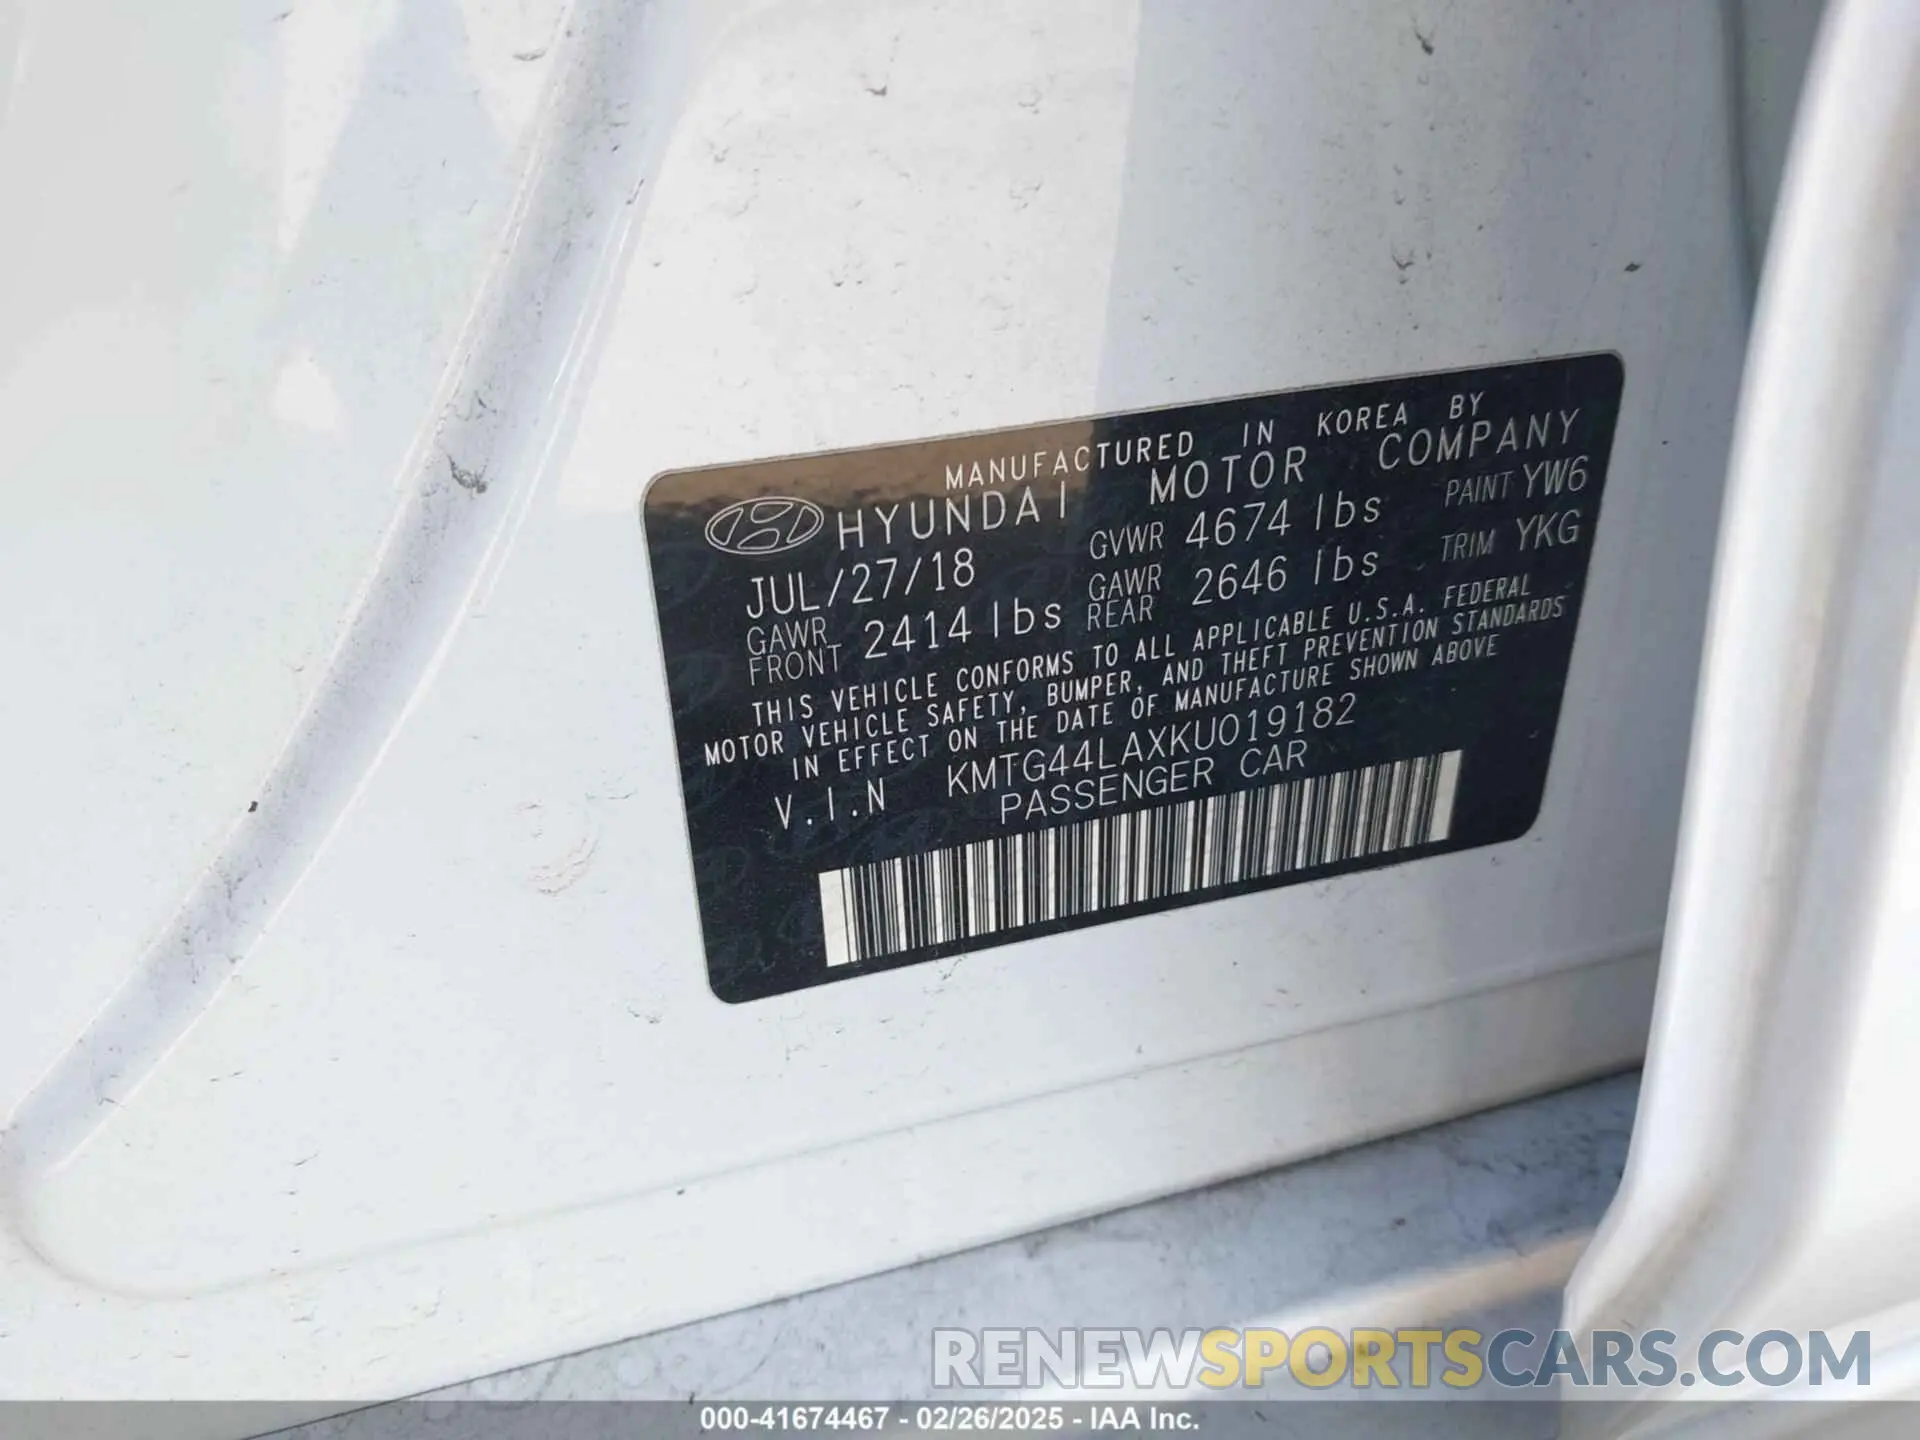 MANUFACTURED IN KOREA BY
HYUNDAI MOTOR COMPANY
JUL/27/18 GVWR 4674 lbs PAINT YW6
GAWR FRONT 2414 lbs GAWR REAR 2646 lbs TRIM YKG
THIS VEHICLE CONFORMS TO ALL APPLICABLE U.S.A. FEDERAL
MOTOR VEHICLE SAFETY, BUMPER, AND THEFT PREVENTION STANDARDS
IN EFFECT ON THE DATE OF MANUFACTURE SHOWN ABOVE
V.I.N KMTG44LAXKU019182
PASSENGER CAR
RENEWSPORTSCARS.COM
000-41674467 - 02/26/2025 - IAA Inc.